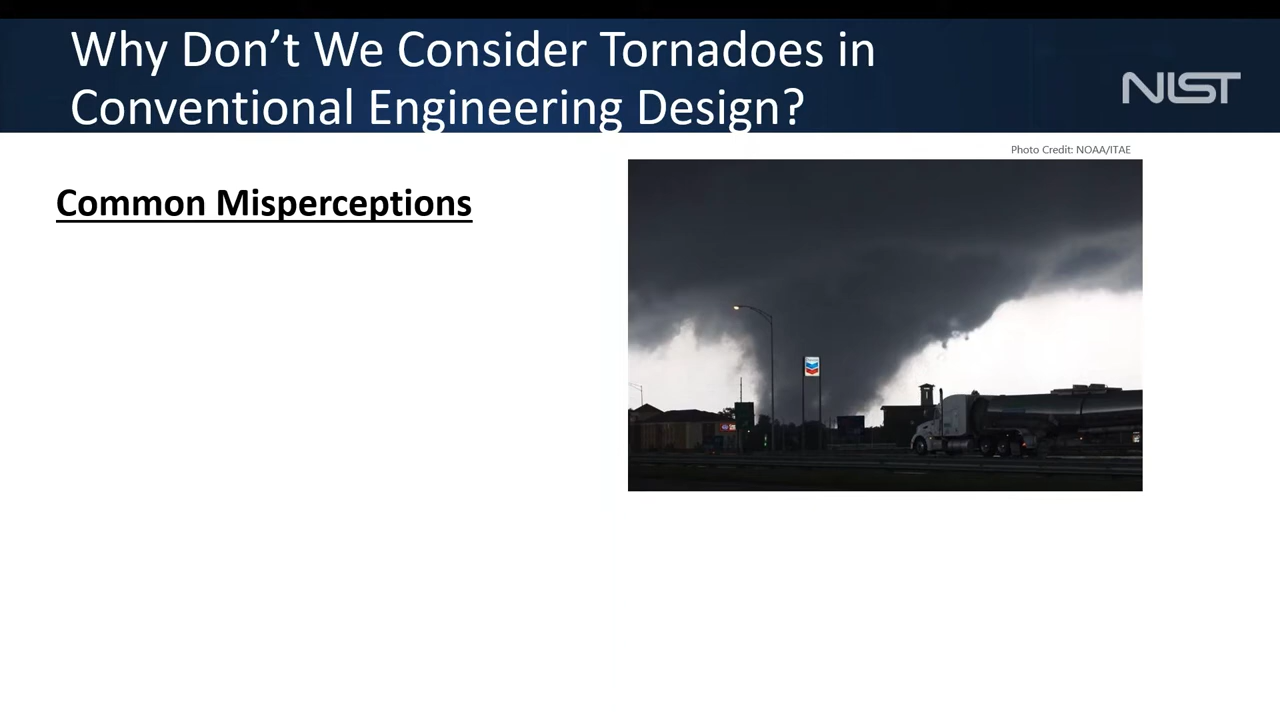 Why Don’t We Consider Tornadoes in
Conventional Engineering Design?
NIST
Photo Credit: NOAA/ITAE
Common Misperceptions